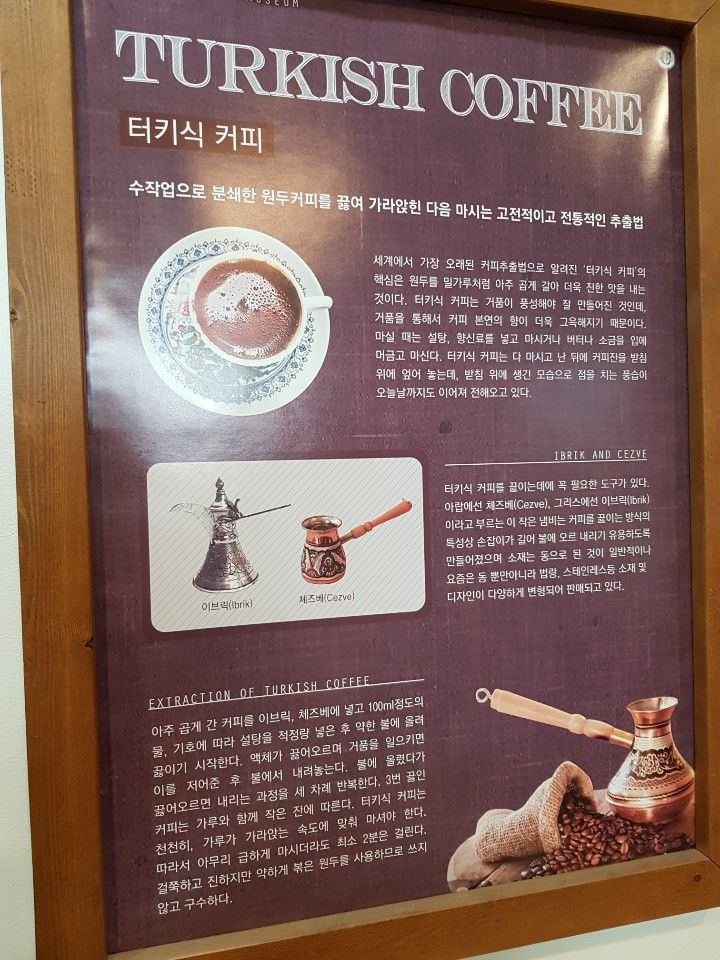 MUSEUM
TURKISH COFFEE
터키식 커피
수작업으로 분쇄한 원두커피를 끓여 가라앉힌 다음 마시는 고전적이고 전통적인 추출법
세계에서 가장 오래된 커피추출법으로 알려진 '터키식 커피'의
핵심은 원두를 밀가루처럼 아주 곱게 갈아 더욱 진한 맛을 내는
것이다. 터키식 커피는 거품이 풍성해야 잘 만들어진 것인데,
거품을 통해서 커피 본연의 향이 더욱 그윽해지기 때문이다.
마실 때는 설탕, 향신료를 넣고 마시거나 버터나 소금을 입에
머금고 마신다. 터키식 커피는 다 마시고 난 뒤에 커피잔을 받침
위에 엎어 놓는데, 받침 위에 생긴 모습으로 점을 치는 풍습이
오늘날까지도 이어져 전해오고 있다.
IBRIK AND CEZVE
터키식 커피를 끓이는데에 꼭 필요한 도구가 있다.
아랍에선 체즈베(Cezve), 그리스에선 이브릭(Ibrik)
이라고 부르는 이 작은 냄비는 커피를 끓이는 방식의
특성상 손잡이가 길어 불에 오르 내리기 유용하도록
만들어졌으며 소재는 동으로 된 것이 일반적이나
요즘은 동 뿐만아니라 법랑, 스테인레스등 소재 및
디자인이 다양하게 변형되어 판매되고 있다.
이브릭(Ibrik)
체즈베(Cezve)
EXTRACTION OF TURKISH COFFEE
아주 곱게 간 커피를 이브릭, 체즈베에 넣고 100ml정도의
물, 기호에 따라 설탕을 적정량 넣은 후 약한 불에 올려
끓이기 시작한다. 액체가 끓어오르며 거품을 일으키면
이를 저어준 후 불에서 내려놓는다. 불에 올렸다가
끓어오르면 내리는 과정을 세 차례 반복한다. 3번 끓인
커피는 가루와 함께 작은 잔에 따른다. 터키식 커피는
천천히, 가루가 가라앉는 속도에 맞춰 마셔야 한다.
따라서 아무리 급하게 마시더라도 최소 2분은 걸린다.
걸쭉하고 진하지만 약하게 볶은 원두를 사용하므로 쓰지
않고 구수하다.